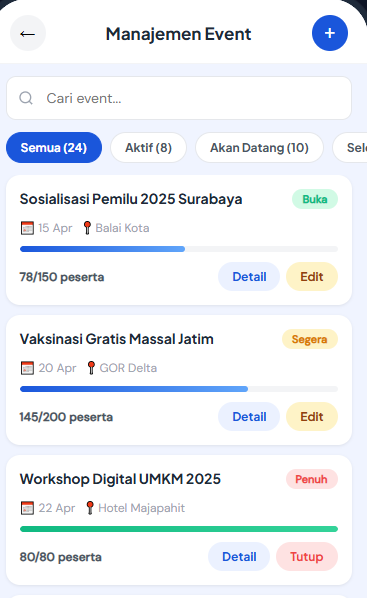 Manajemen Event
Cari event...
Semua (24) Aktif (8) Akan Datang (10)
Sosialisasi Pemilu 2025 Surabaya Buka
15 Apr Balai Kota
78/150 peserta Detail Edit
Vaksinasi Gratis Massal Jatim Segera
20 Apr GOR Delta
145/200 peserta Detail Edit
Workshop Digital UMKM 2025 Penuh
22 Apr Hotel Majapahit
80/80 peserta Detail Tutup